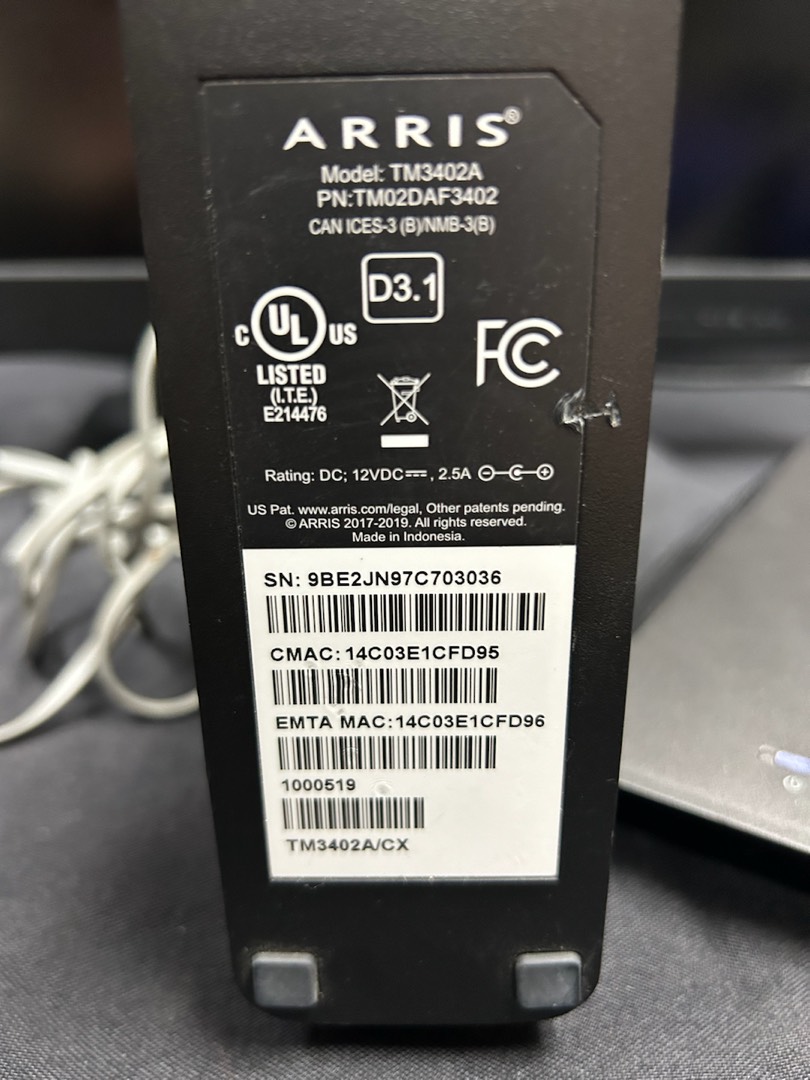 ARRIS®
Model: TM3402A
PN:TM02DAF3402
CAN ICES-3 (B)/NMB-3(B)
D3.1
C UL US
LISTED
(I.T.E.)
E214476
FC
Rating: DC; 12VDC⎓, 2.5A
US Pat. www.arris.com/legal, Other patents pending.
© ARRIS 2017-2019. All rights reserved.
Made in Indonesia.
SN: 9BE2JN97C703036
CMAC:14C03E1CFD95
EMTA MAC:14C03E1CFD96
1000519
TM3402A/CX